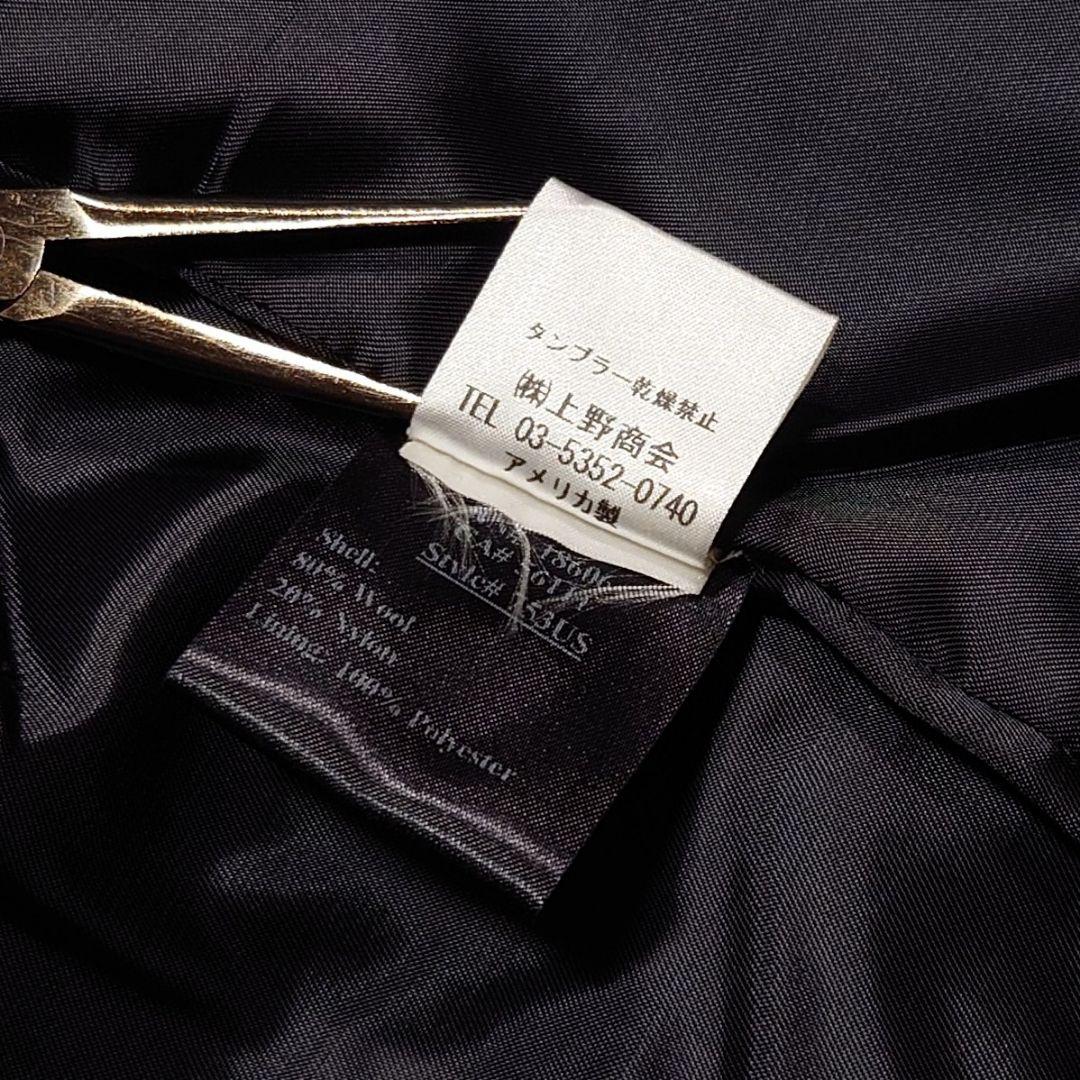 タンブラー乾燥禁止
㈱上野商会
TEL 03-5352-0740
アメリカ製
Style# 753US
Shell:
80% Wool
20% Nylon
Lining: 100% Polyester